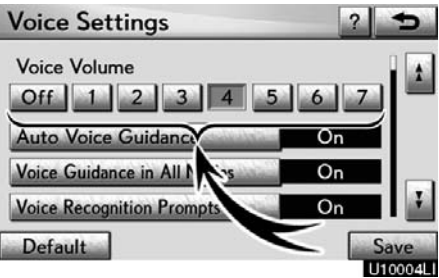 Voice Settings ?
Voice Volume
Off 1 2 3 4 5 6 7
Auto Voice Guidance On
Voice Guidance in All On
Voice Recognition Prompts On
Default Save
U10004LI